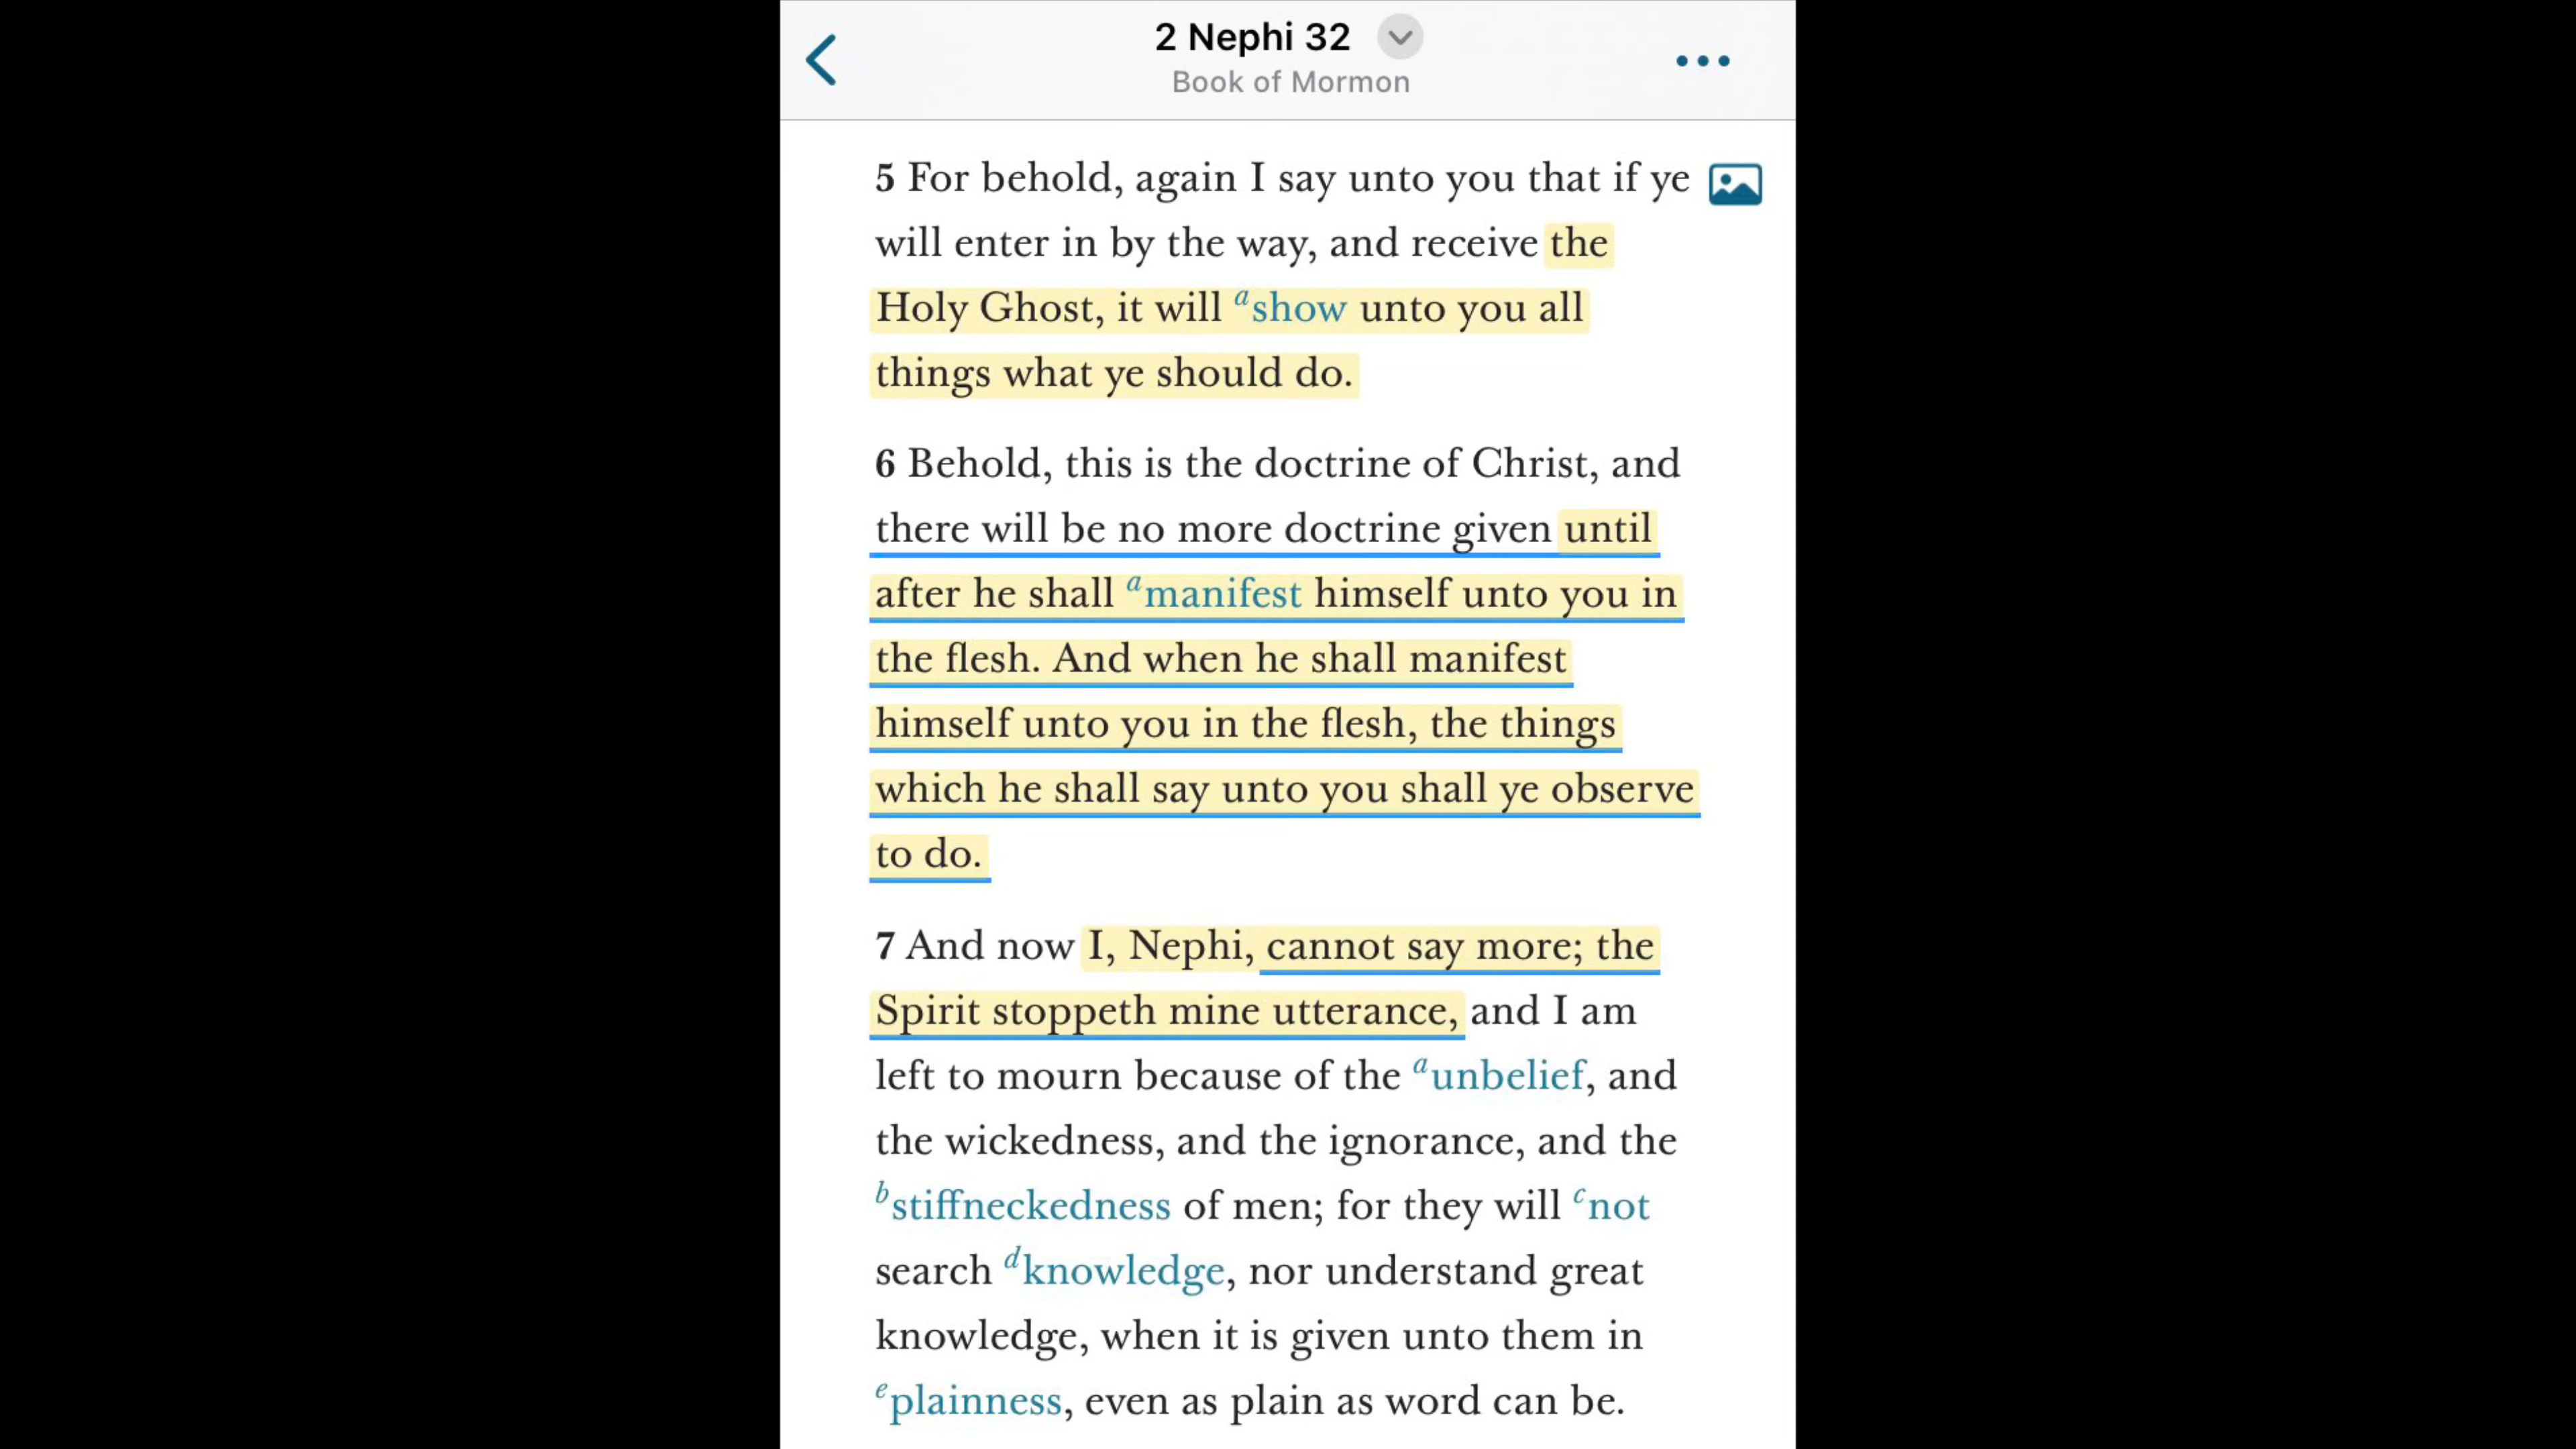 2 Nephi 32
Book of Mormon
5 For behold, again I say unto you that if ye
will enter in by the way, and receive the
Holy Ghost, it will a show unto you all
things what ye should do.
6 Behold, this is the doctrine of Christ, and
there will be no more doctrine given until
after he shall a manifest himself unto you in
the flesh. And when he shall manifest
himself unto you in the flesh, the things
which he shall say unto you shall ye observe
to do.
7 And now I, Nephi, cannot say more; the
Spirit stoppeth mine utterance, and I am
left to mourn because of the a unbelief, and
the wickedness, and the ignorance, and the
b stiffneckedness of men; for they will c not
search d knowledge, nor understand great
knowledge, when it is given unto them in
e plainness, even as plain as word can be.